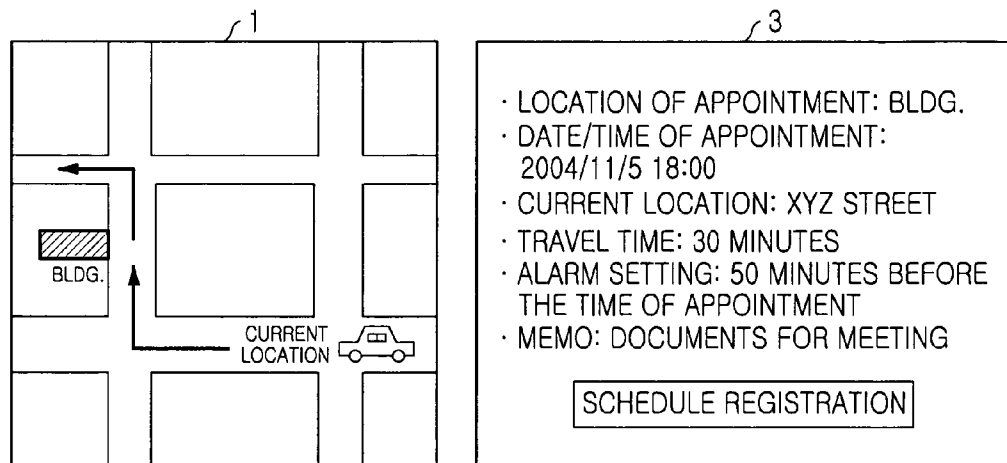 1
BLDG.
CURRENT
LOCATION
3
· LOCATION OF APPOINTMENT: BLDG.
· DATE/TIME OF APPOINTMENT:
2004/11/5 18:00
· CURRENT LOCATION: XYZ STREET
· TRAVEL TIME: 30 MINUTES
· ALARM SETTING: 50 MINUTES BEFORE
THE TIME OF APPOINTMENT
· MEMO: DOCUMENTS FOR MEETING
SCHEDULE REGISTRATION